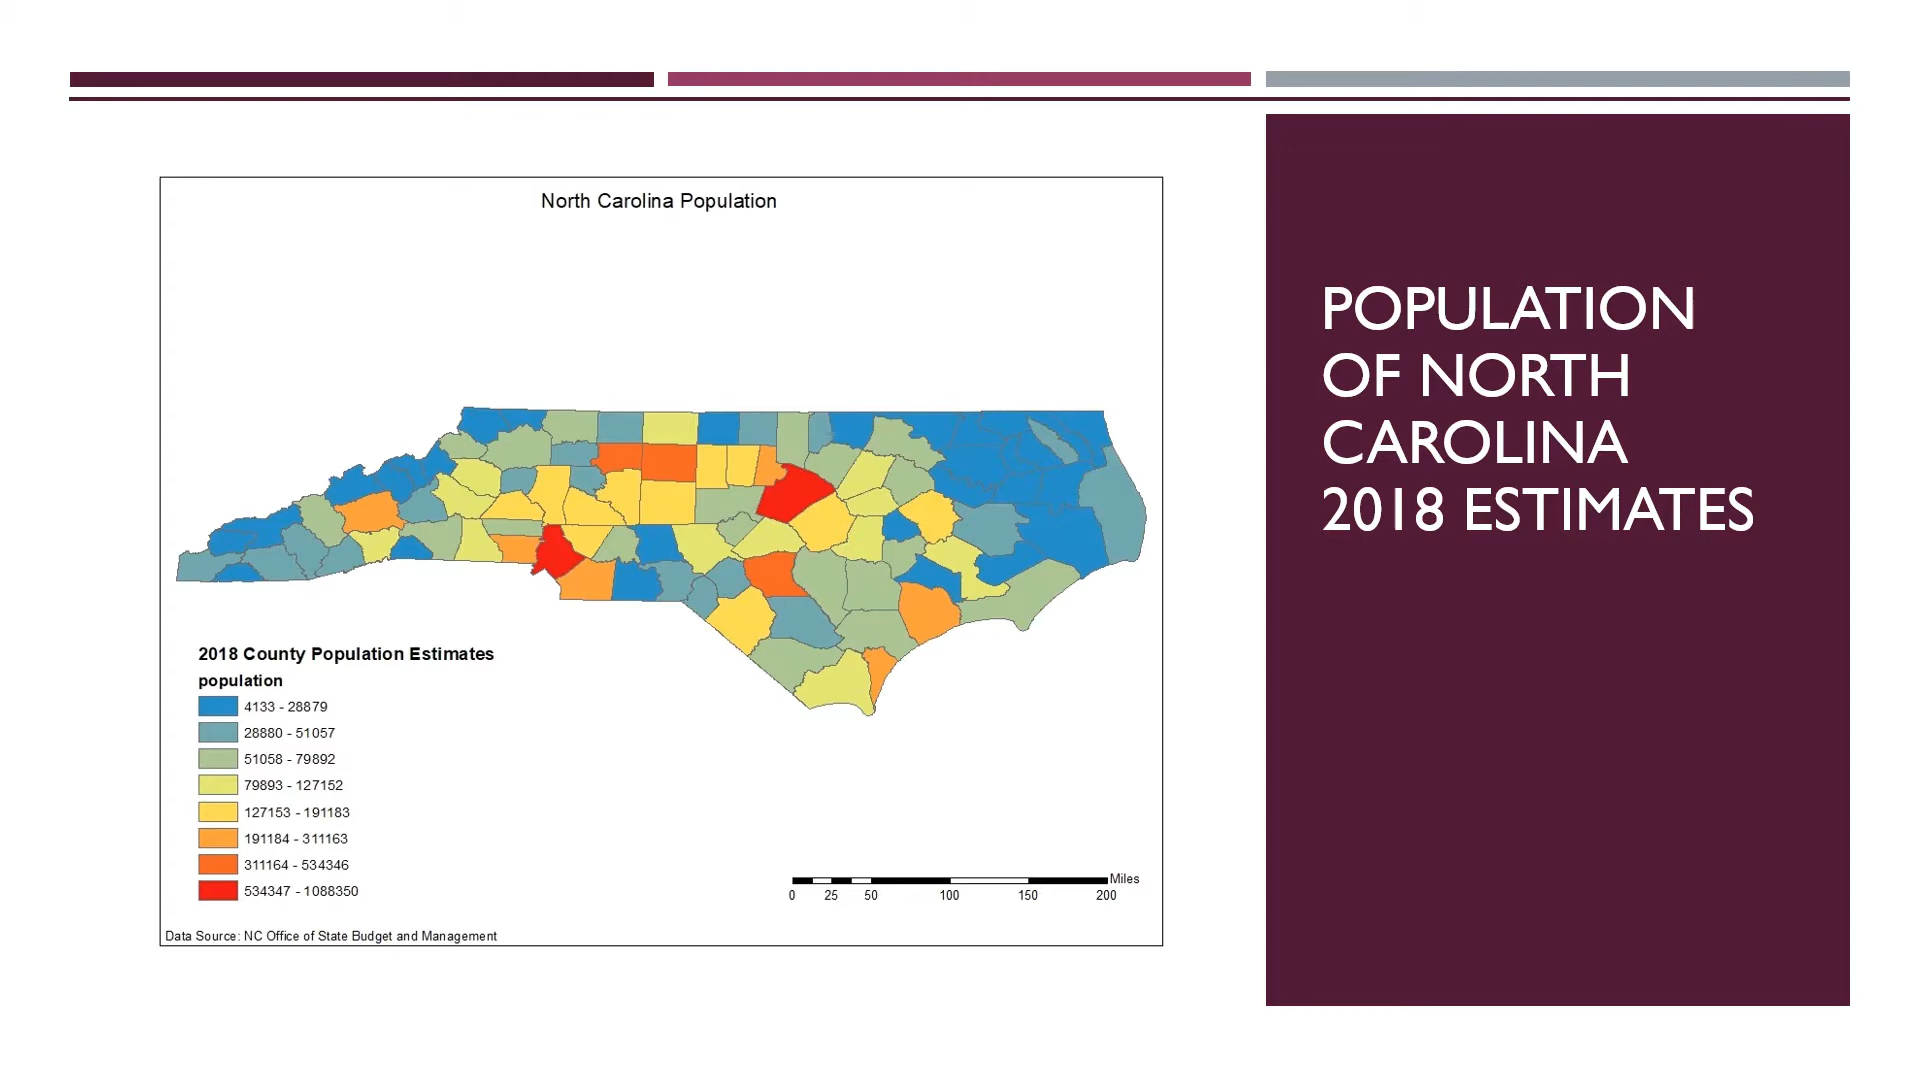 North Carolina Population
2018 County Population Estimates
population
4133 - 28879
28880 - 51057
51058 - 79892
79893 - 127152
127153 - 191183
191184 - 311163
311164 - 534346
534347 - 1088350
Miles
0 25 50 100 150 200
Data Source: NC Office of State Budget and Management
POPULATION
OF NORTH
CAROLINA
2018 ESTIMATES